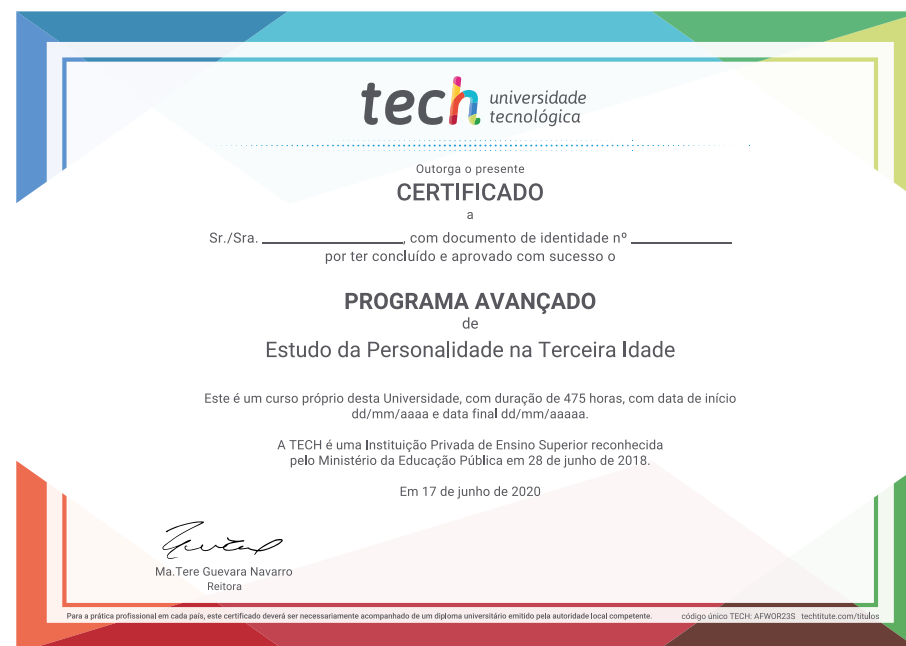 tech universidade
tecnológica
Outorga o presente
CERTIFICADO
a
Sr./Sra. ________________, com documento de identidade nº ____________
por ter concluído e aprovado com sucesso o
PROGRAMA AVANÇADO
de
Estudo da Personalidade na Terceira Idade
Este é um curso próprio desta Universidade, com duração de 475 horas, com data de início
dd/mm/aaaa e data final dd/mm/aaaaa.
A TECH é uma Instituição Privada de Ensino Superior reconhecida
pelo Ministério da Educação Pública em 28 de junho de 2018.
Em 17 de junho de 2020
Ma.Tere Guevara Navarro
Reitora
Para a prática profissional em cada país, este certificado deverá ser necessariamente acompanhado de um diploma universitário emitido pela autoridade local competente. código único TECH: AFWOR23S techtitute.com/titulos